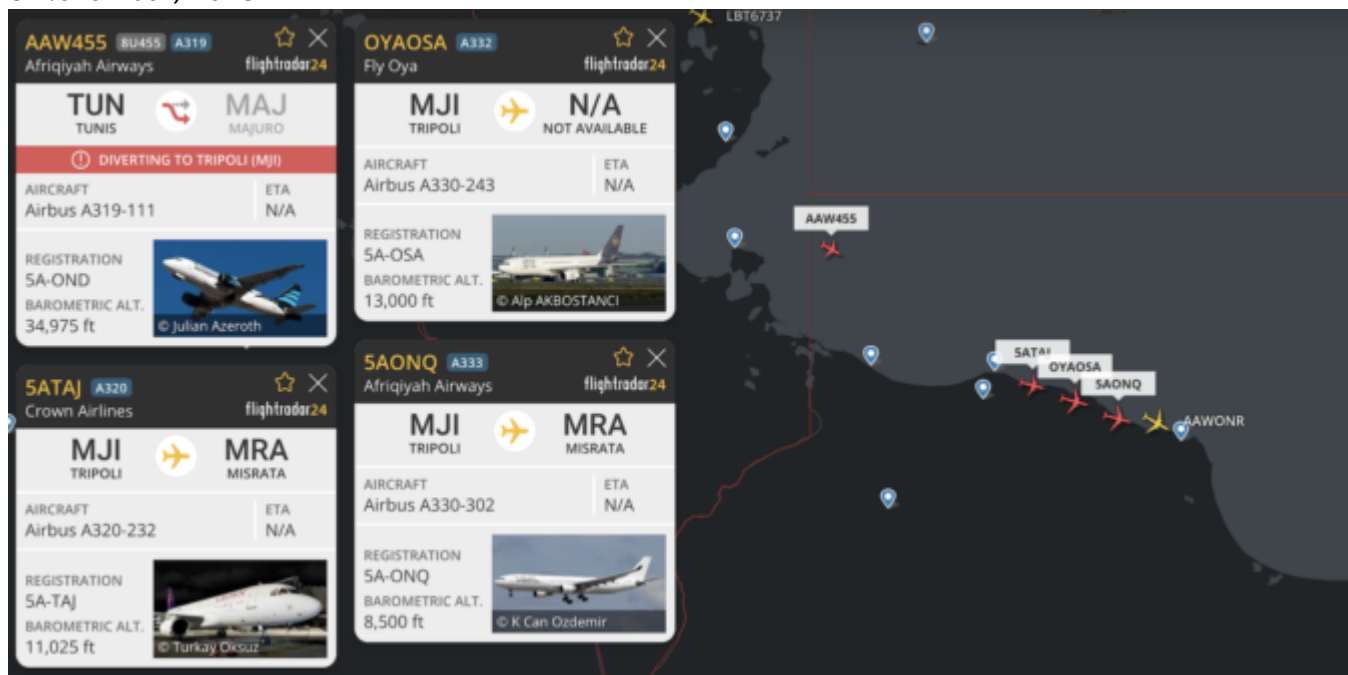 AAW455 8U455 A319
Afriqiyah Airways flightradar24
TUN MAJ
TUNIS MAJURO
DIVERTING TO TRIPOLI (MJI)
AIRCRAFT ETA
Airbus A319-111 N/A
REGISTRATION
5A-OND
BAROMETRIC ALT.
34,975 ft
© Julian Azeroth
OYAOSA A332
Fly Oya flightradar24
MJI N/A
TRIPOLI NOT AVAILABLE
AIRCRAFT ETA
Airbus A330-243 N/A
REGISTRATION
5A-OSA
BAROMETRIC ALT.
13,000 ft
© Alp AKBOSTANCI
5ATAJ A320
Crown Airlines flightradar24
MJI MRA
TRIPOLI MISRATA
AIRCRAFT ETA
Airbus A320-232 N/A
REGISTRATION
5A-TAJ
BAROMETRIC ALT.
11,025 ft
© Turkay Oksuz
5AONQ A333
Afriqiyah Airways flightradar24
MJI MRA
TRIPOLI MISRATA
AIRCRAFT ETA
Airbus A330-302 N/A
REGISTRATION
5A-ONQ
BAROMETRIC ALT.
8,500 ft
© K Can Ozdemir
LBT6737
AAW455
5ATAJ
OYAOSA
5AONQ
AAWONR